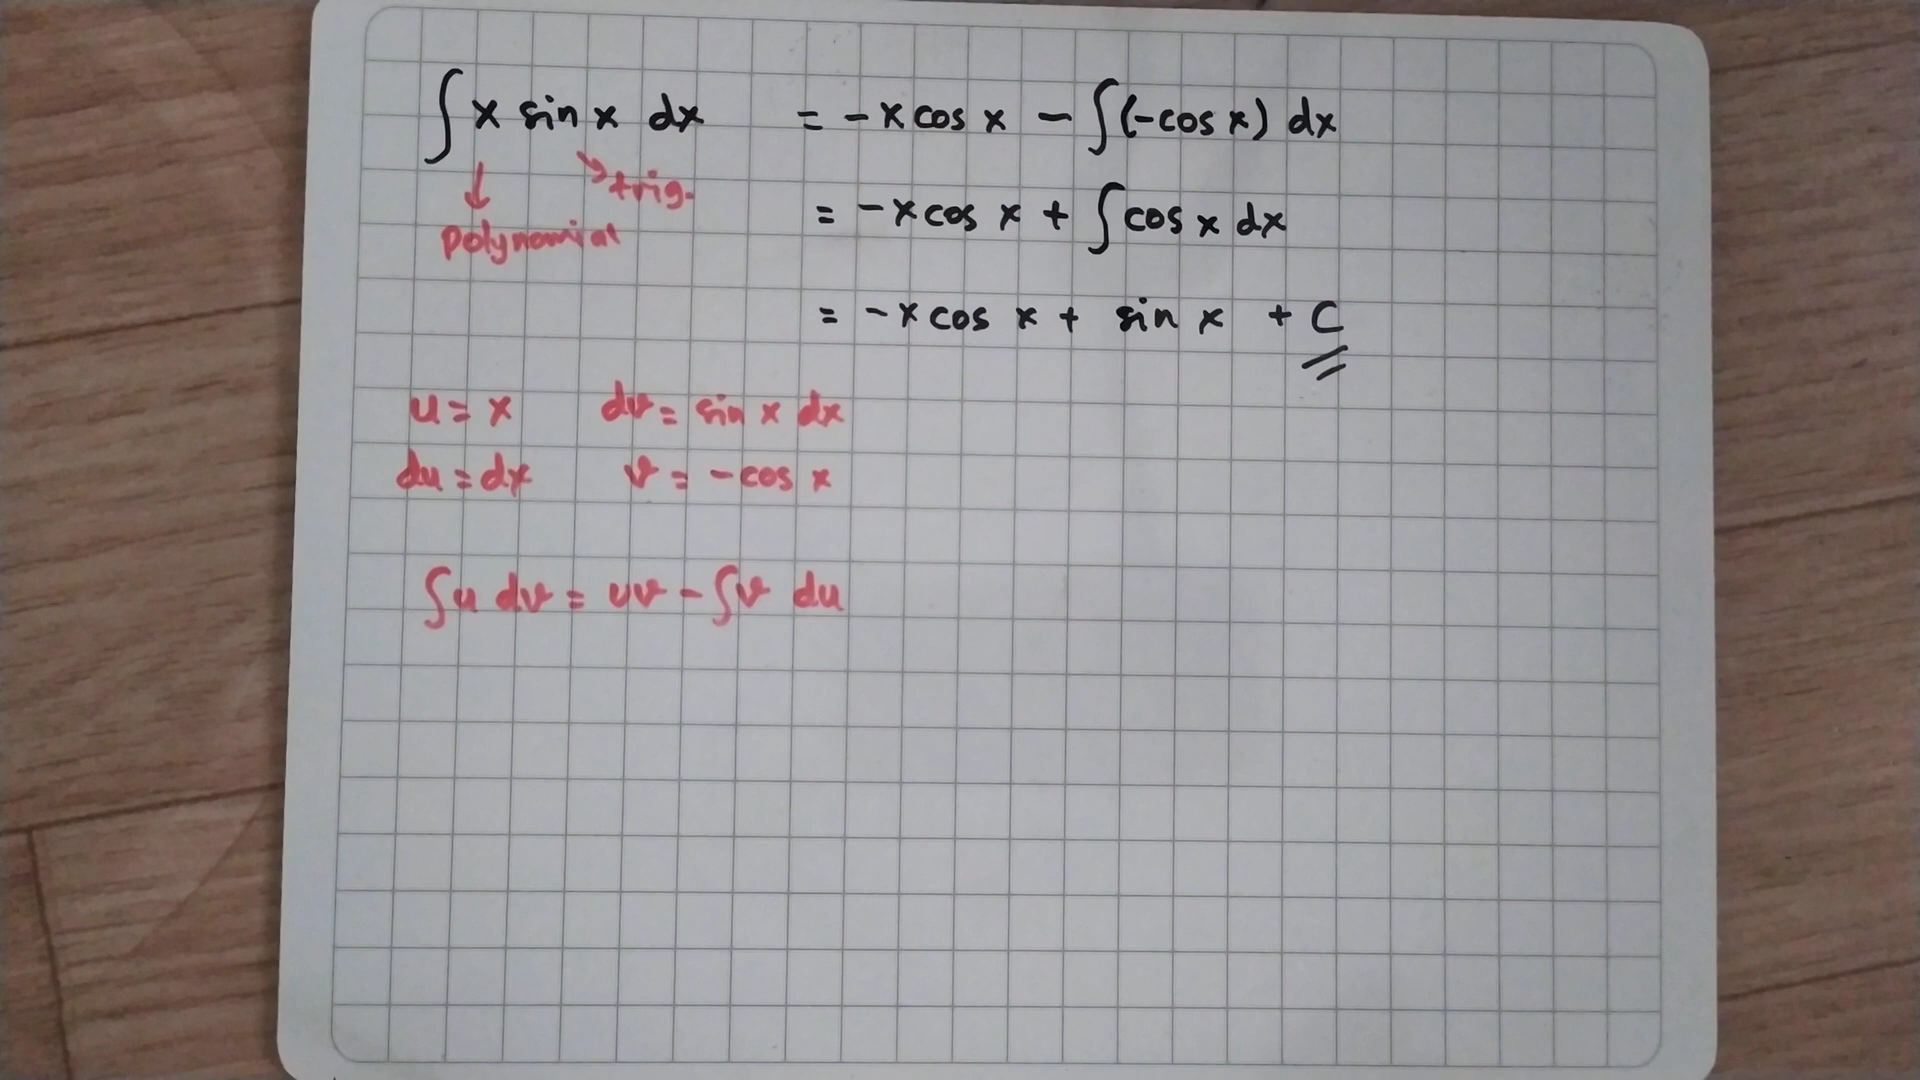 ∫ x sin x dx = -x cos x - ∫(-cos x) dx
↓ polynomial ↘ trig.
= -x cos x + ∫ cos x dx
= -x cos x + sin x + C
u = x dv = sin x dx
du = dx v = -cos x
∫u dv = uv - ∫v du